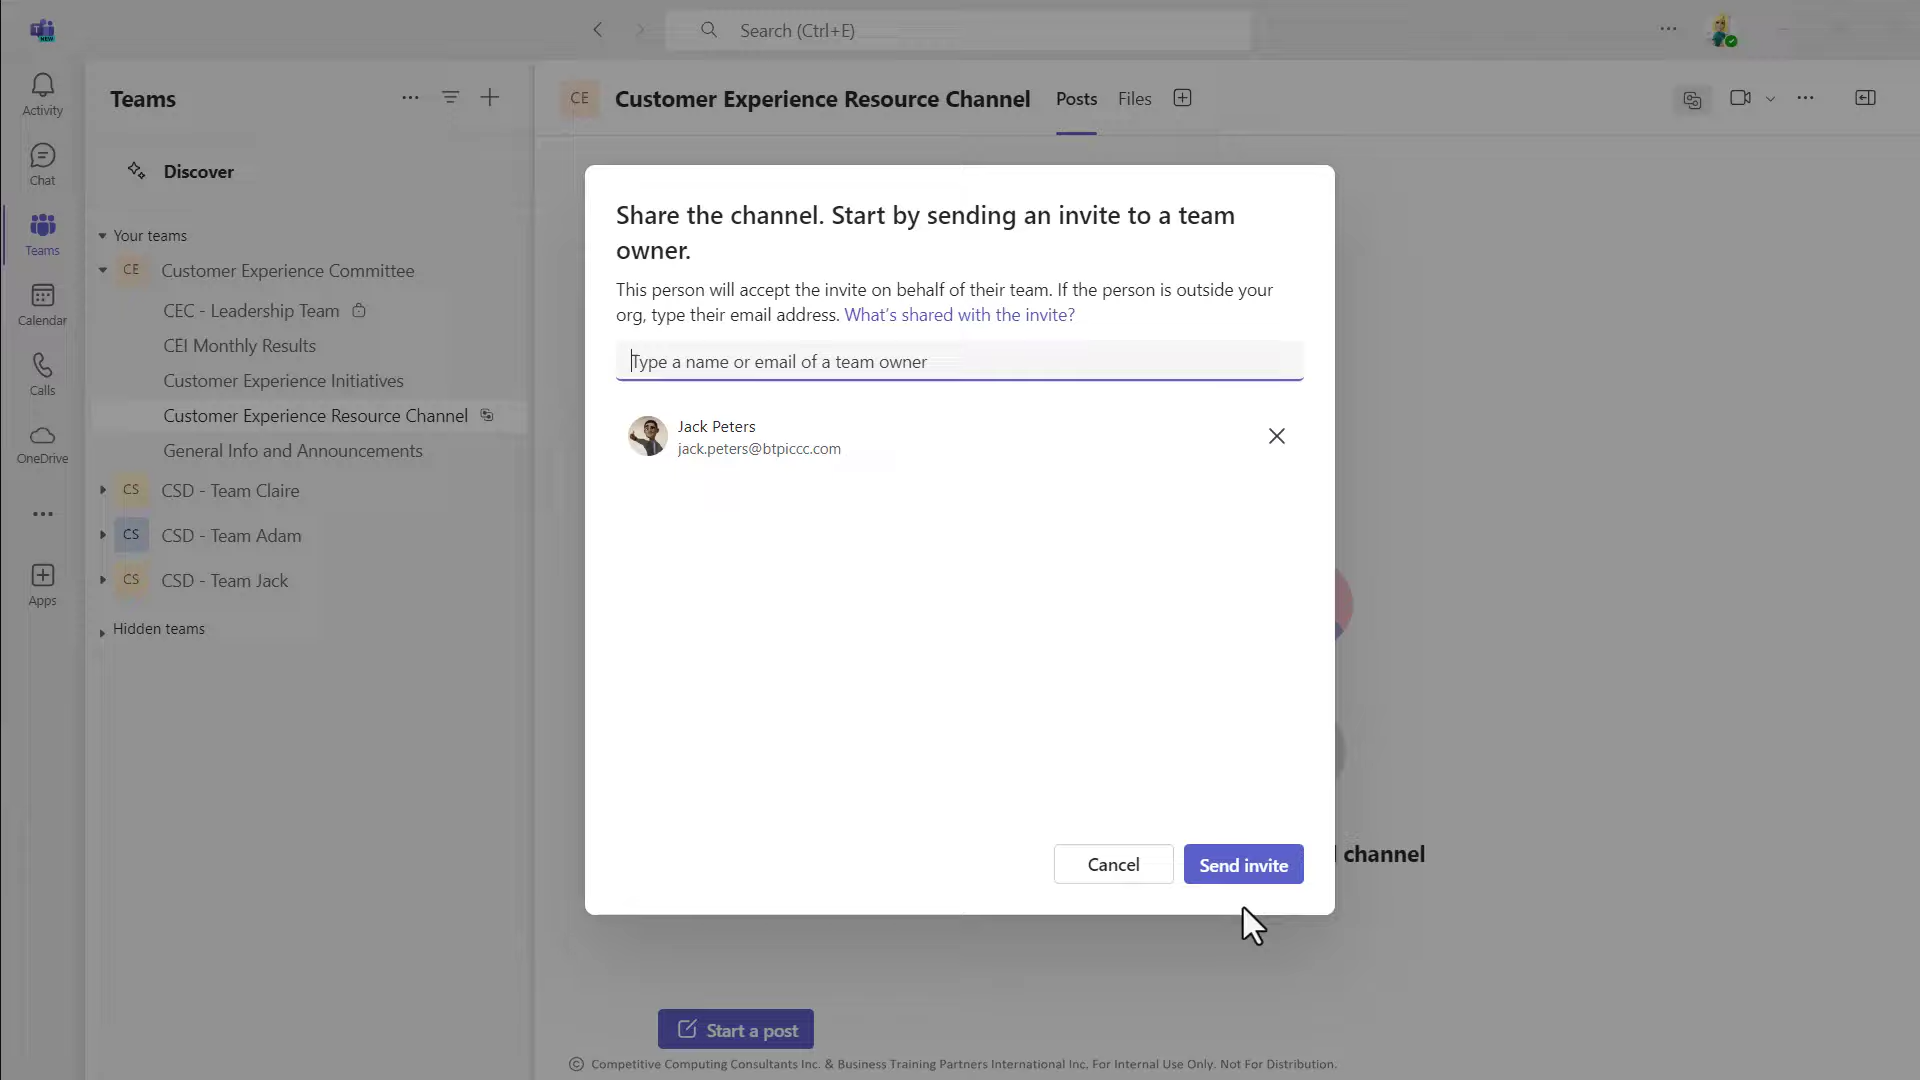 Search (Ctrl+E)
Activity
Chat
Teams
Calendar
Calls
OneDrive
Apps
Teams
Discover
Your teams
CE Customer Experience Committee
CEC - Leadership Team
CEI Monthly Results
Customer Experience Initiatives
Customer Experience Resource Channel
General Info and Announcements
CS CSD - Team Claire
CS CSD - Team Adam
CS CSD - Team Jack
Hidden teams
CE Customer Experience Resource Channel Posts Files
Share the channel. Start by sending an invite to a team
owner.
This person will accept the invite on behalf of their team. If the person is outside your
org, type their email address. What's shared with the invite?
Type a name or email of a team owner
Jack Peters
jack.peters@btpiccc.com
Cancel Send invite
channel
Start a post
© Competitive Computing Consultants Inc. & Business Training Partners International Inc. For Internal Use Only. Not For Distribution.